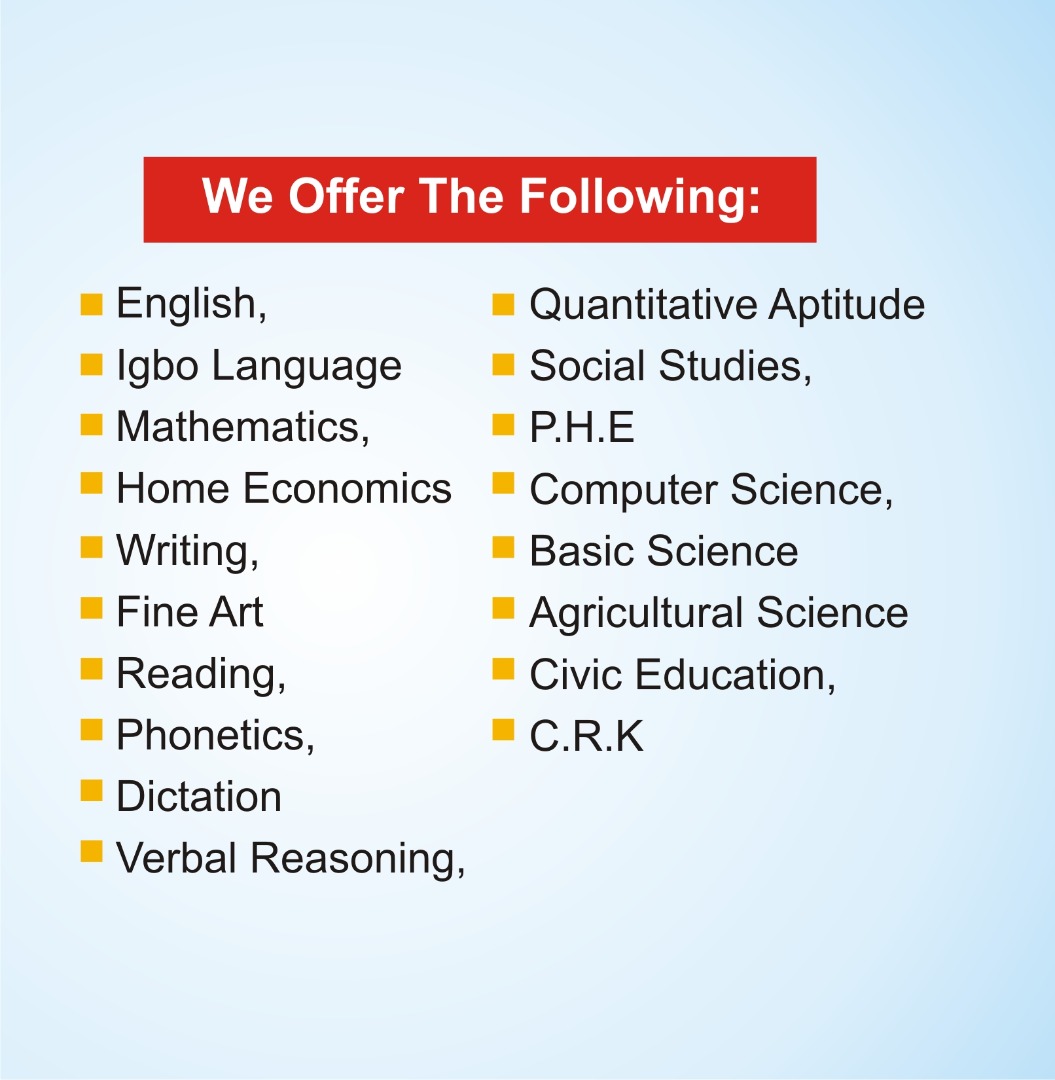 We Offer The Following:
English,
Igbo Language
Mathematics,
Home Economics
Writing,
Fine Art
Reading,
Phonetics,
Dictation
Verbal Reasoning,
Quantitative Aptitude
Social Studies,
P.H.E
Computer Science,
Basic Science
Agricultural Science
Civic Education,
C.R.K